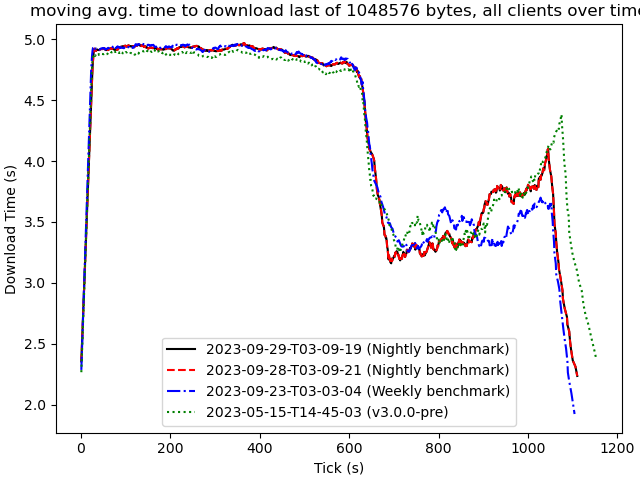 moving avg. time to download last of 1048576 bytes, all clients over time
Download Time (s)
5.0
4.5
4.0
3.5
3.0
2.5
2.0
2023-09-29-T03-09-19 (Nightly benchmark)
2023-09-28-T03-09-21 (Nightly benchmark)
2023-09-23-T03-03-04 (Weekly benchmark)
2023-05-15-T14-45-03 (v3.0.0-pre)
0 200 400 600 800 1000 1200
Tick (s)